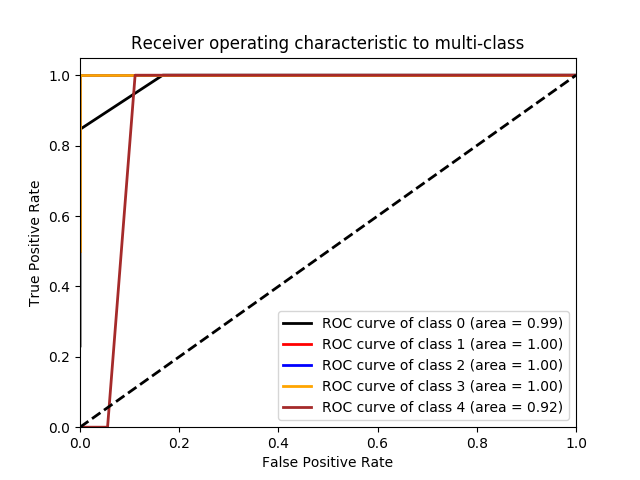 Receiver operating characteristic to multi-class
1.0
0.8
0.6
0.4
0.2
0.0
True Positive Rate
ROC curve of class 0 (area = 0.99)
ROC curve of class 1 (area = 1.00)
ROC curve of class 2 (area = 1.00)
ROC curve of class 3 (area = 1.00)
ROC curve of class 4 (area = 0.92)
0.0 0.2 0.4 0.6 0.8 1.0
False Positive Rate